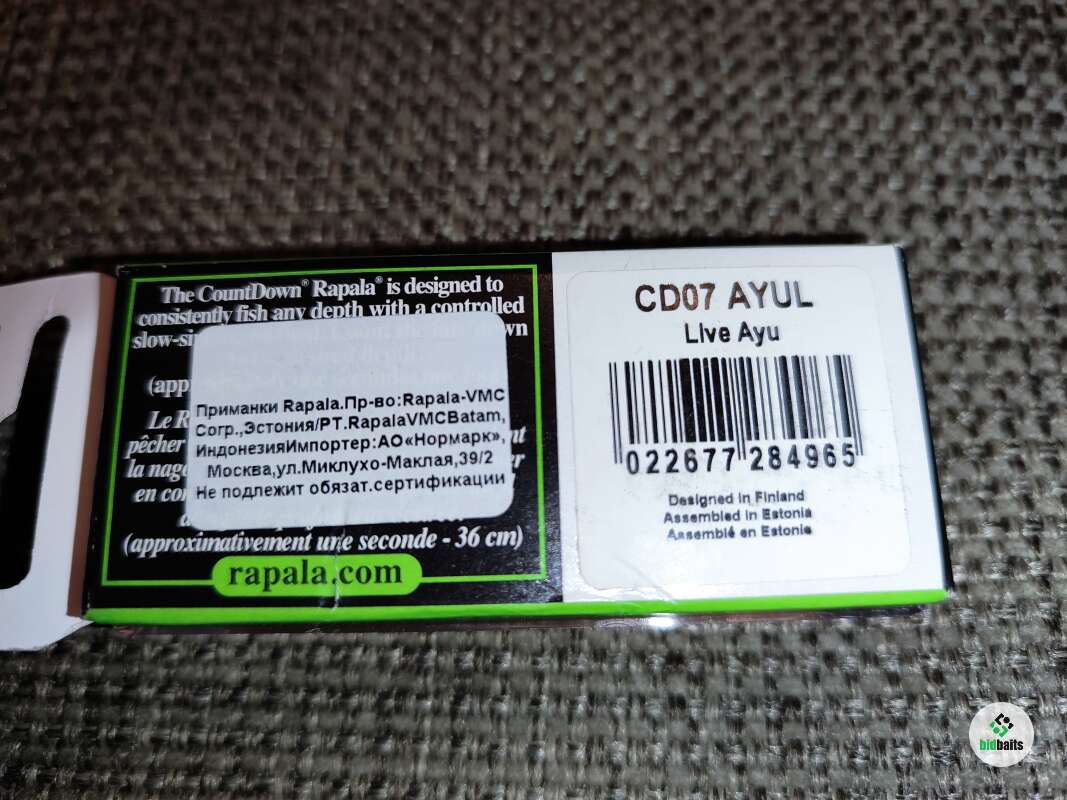 The CountDown® Rapala® is designed to
consistently fish any depth with a controlled
slow-si
(app
Le R
pêcher
la nag
en co
(approximativement une seconde - 36 cm)
rapala.com
Приманки Rapala.Пр-во:Rapala-VMC
Corp.,Эстония/PT.RapalaVMCBatam,
ИндонезияИмпортер:АО«Нормарк»,
Москва,ул.Миклухо-Маклая,39/2
Не подлежит обязат.сертификации
CD07 AYUL
Live Ayu
022677 284965
Designed in Finland
Assembled in Estonia
Assemblé en Estonie
bidbaits